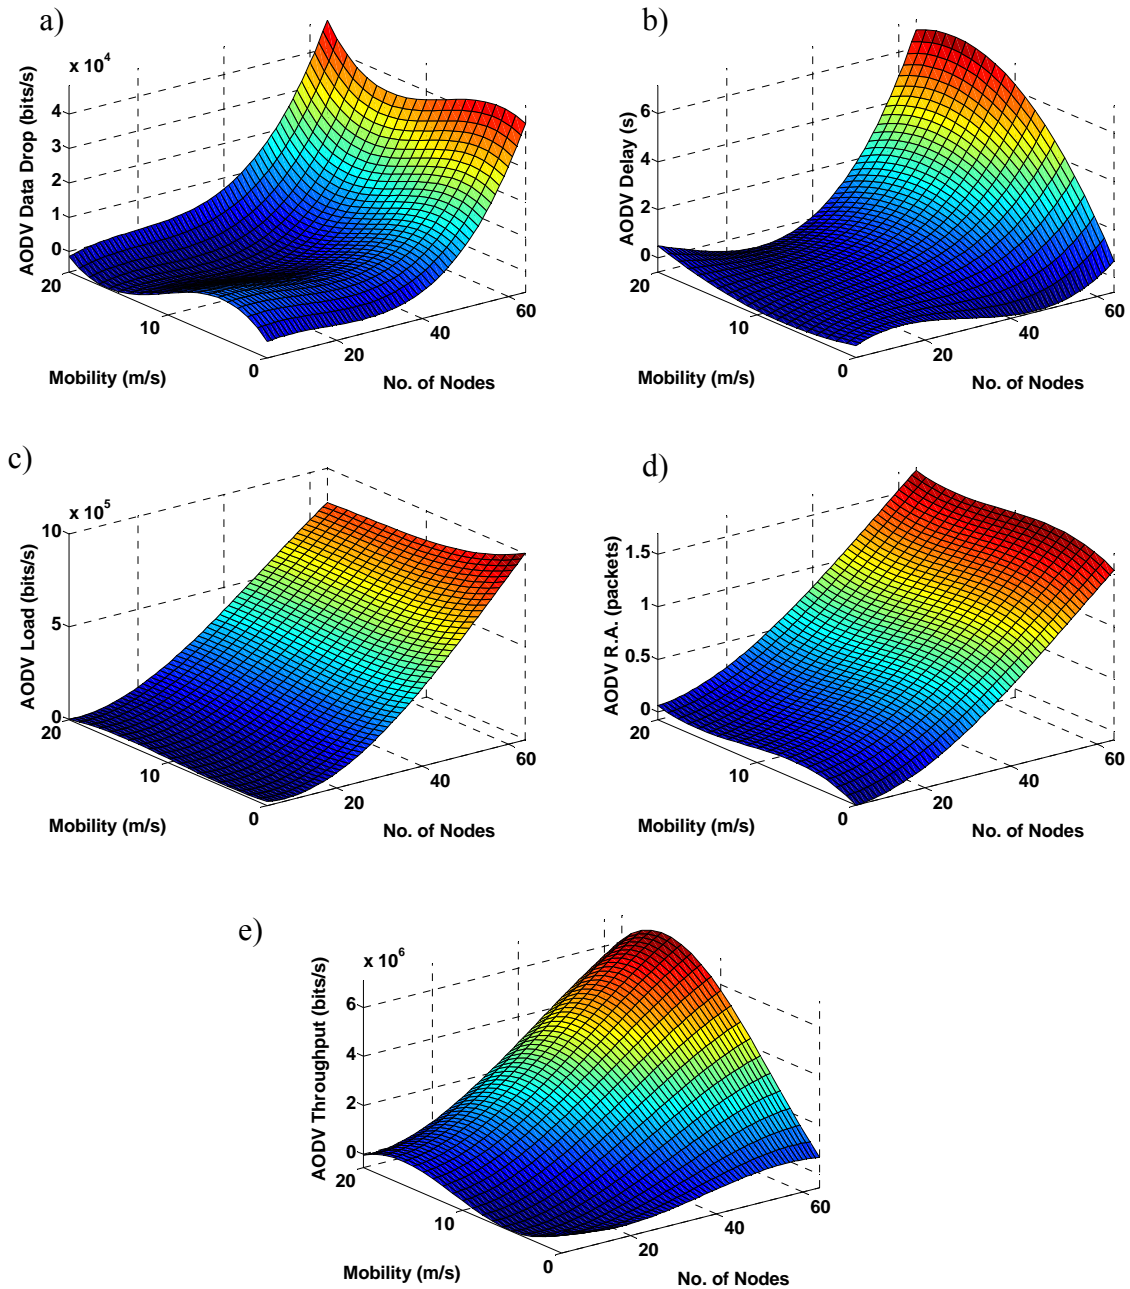 a)
x 10^4
AODV Data Drop (bits/s)
4
3
2
1
0
20
10
0
Mobility (m/s)
20
40
60
No. of Nodes
b)
AODV Delay (s)
6
4
2
0
20
10
0
Mobility (m/s)
20
40
60
No. of Nodes
c)
x 10^5
AODV Load (bits/s)
10
5
0
20
10
0
Mobility (m/s)
20
40
60
No. of Nodes
d)
AODV R.A. (packets)
1.5
1
0.5
0
20
10
0
Mobility (m/s)
20
40
60
No. of Nodes
e)
x 10^6
AODV Throughput (bits/s)
6
4
2
0
20
10
0
Mobility (m/s)
20
40
60
No. of Nodes